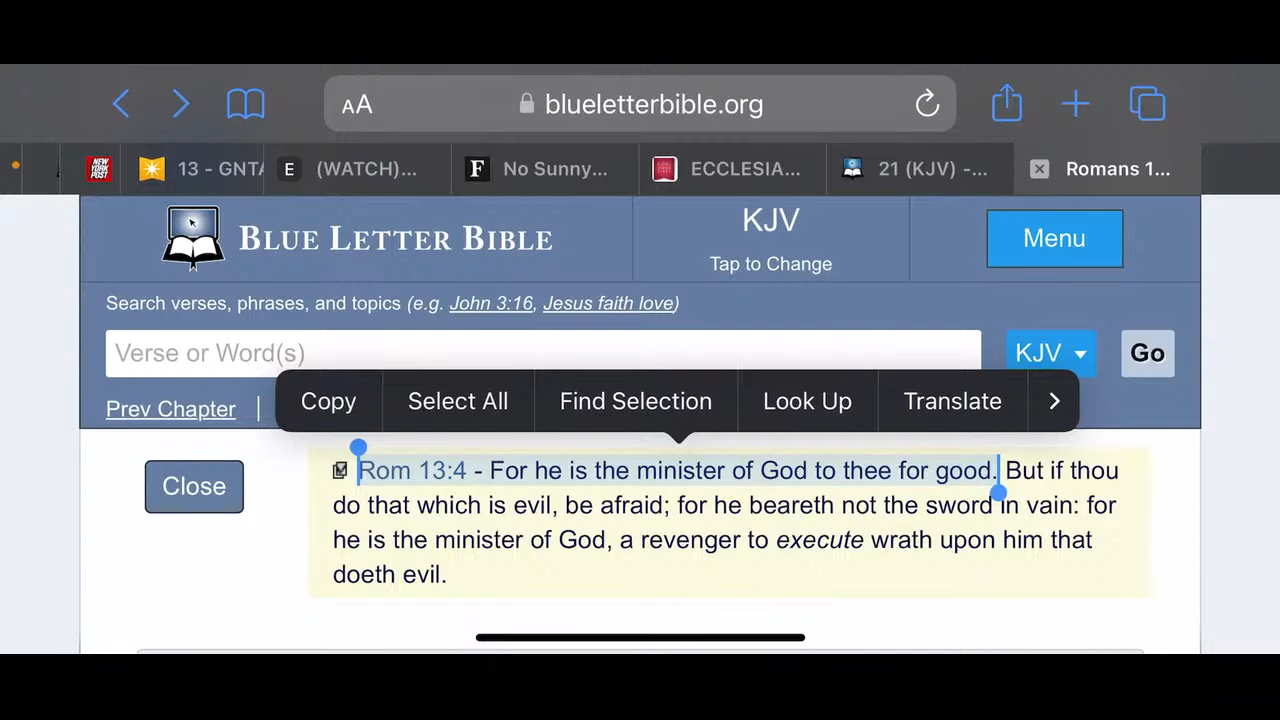 AA blueletterbible.org
NEW YORK POST 13 - GNTA E (WATCH)... F No Sunny... ECCLESIA... 21 (KJV) -... Romans 1...
BLUE LETTER BIBLE
KJV
Tap to Change
Menu
Search verses, phrases, and topics (e.g. John 3:16, Jesus faith love)
Verse or Word(s)
KJV
Go
Prev Chapter |
Copy Select All Find Selection Look Up Translate
Close
Rom 13:4 - For he is the minister of God to thee for good. But if thou
do that which is evil, be afraid; for he beareth not the sword in vain: for
he is the minister of God, a revenger to execute wrath upon him that
doeth evil.